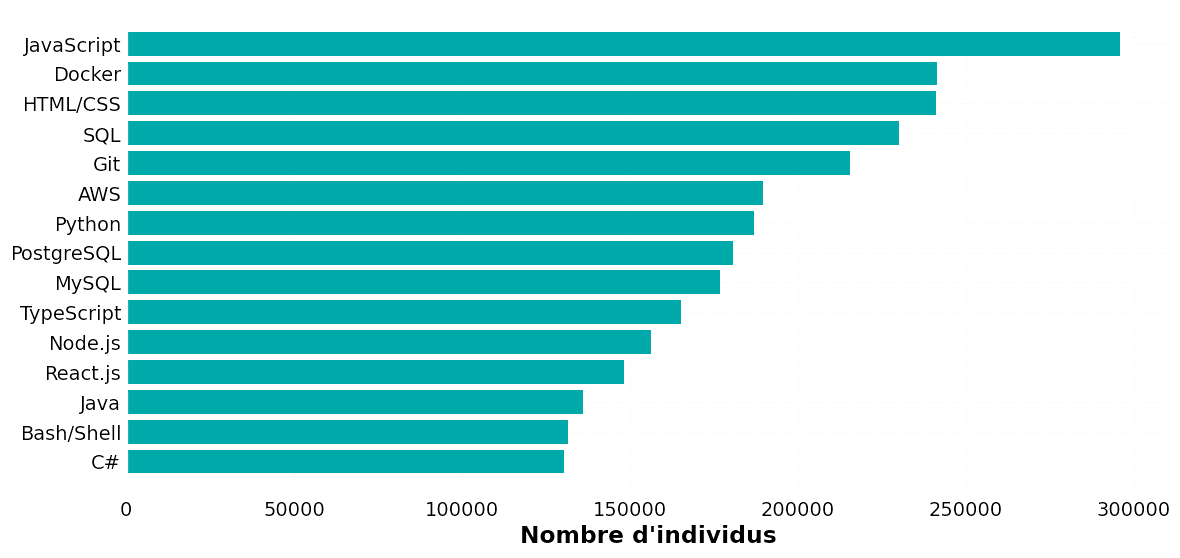 JavaScript
Docker
HTML/CSS
SQL
Git
AWS
Python
PostgreSQL
MySQL
TypeScript
Node.js
React.js
Java
Bash/Shell
C#
0 50000 100000 150000 200000 250000 300000
Nombre d'individus